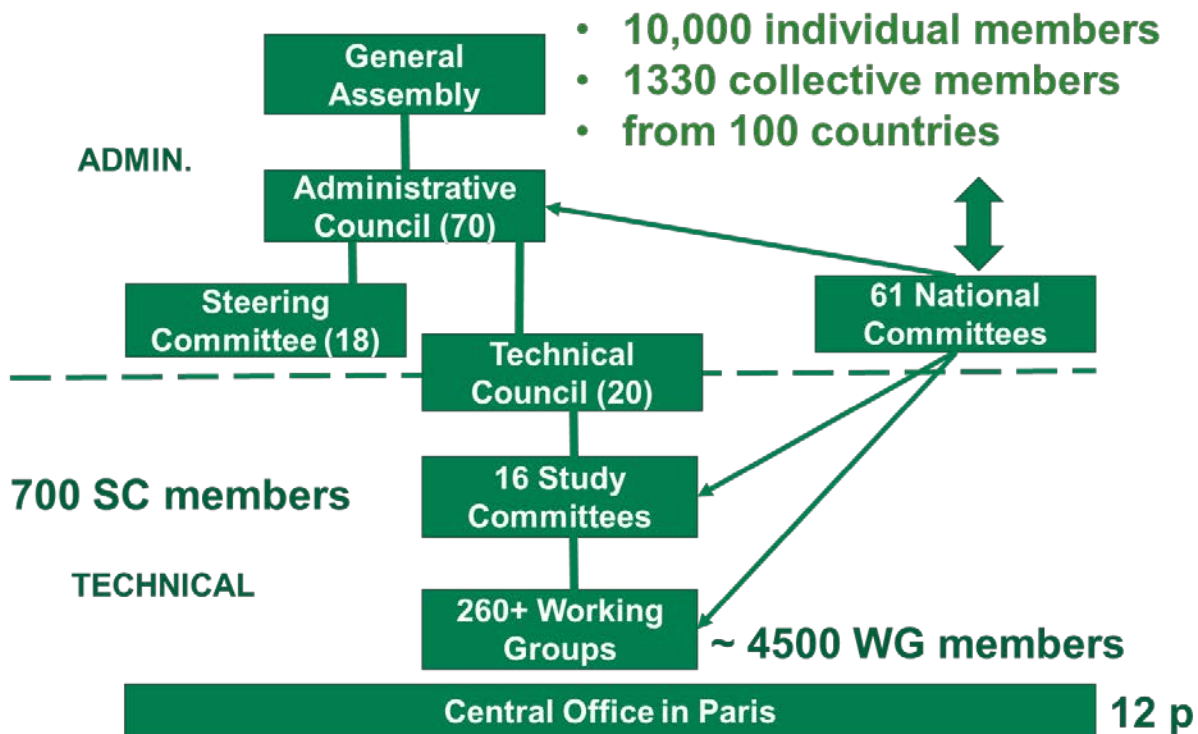 General
Assembly
• 10,000 individual members
• 1330 collective members
• from 100 countries
ADMIN.
Administrative
Council (70)
Steering
Committee (18)
61 National
Committees
Technical
Council (20)
700 SC members
16 Study
Committees
TECHNICAL
260+ Working
Groups
~ 4500 WG members
Central Office in Paris
12 p